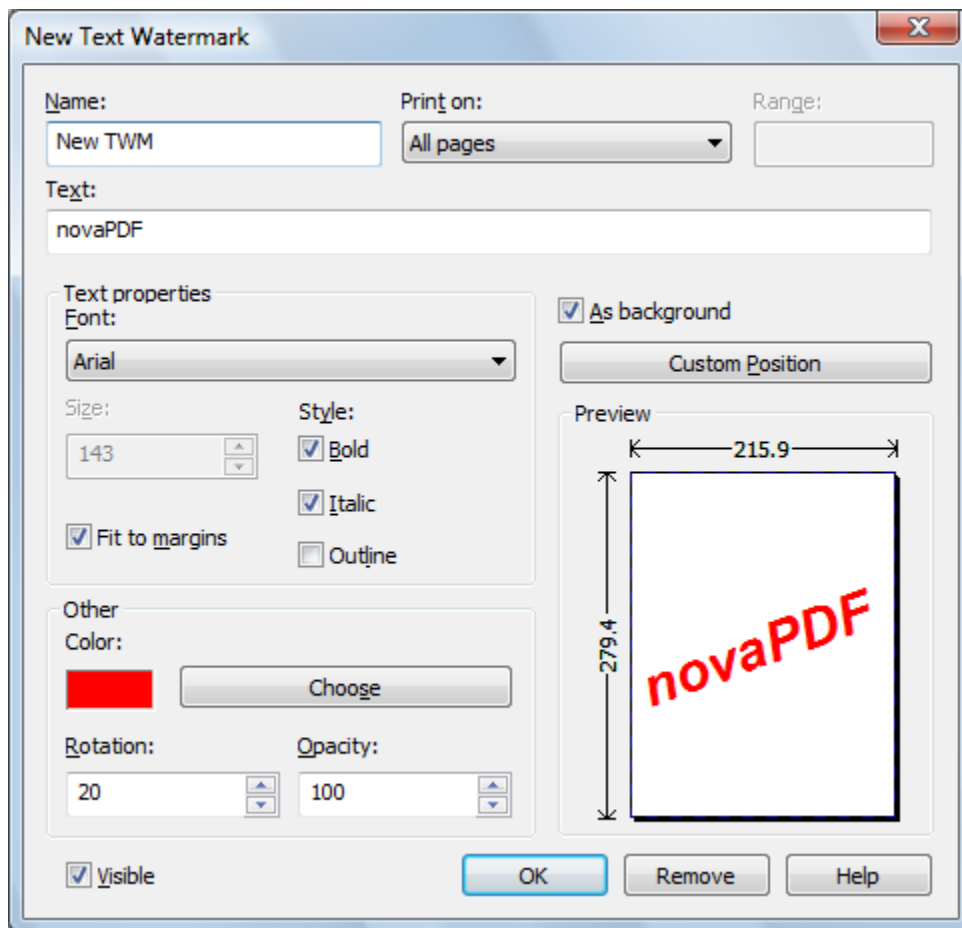 New Text Watermark
Name: Print on: Range:
New TWM All pages
Text:
novaPDF
Text properties
Font:
Arial
As background
Custom Position
Size: Style:
143
Bold
Italic
Fit to margins
Outline
Preview
215.9
279.4
novaPDF
Other
Color:
Choose
Rotation: Opacity:
20 100
Visible OK Remove Help